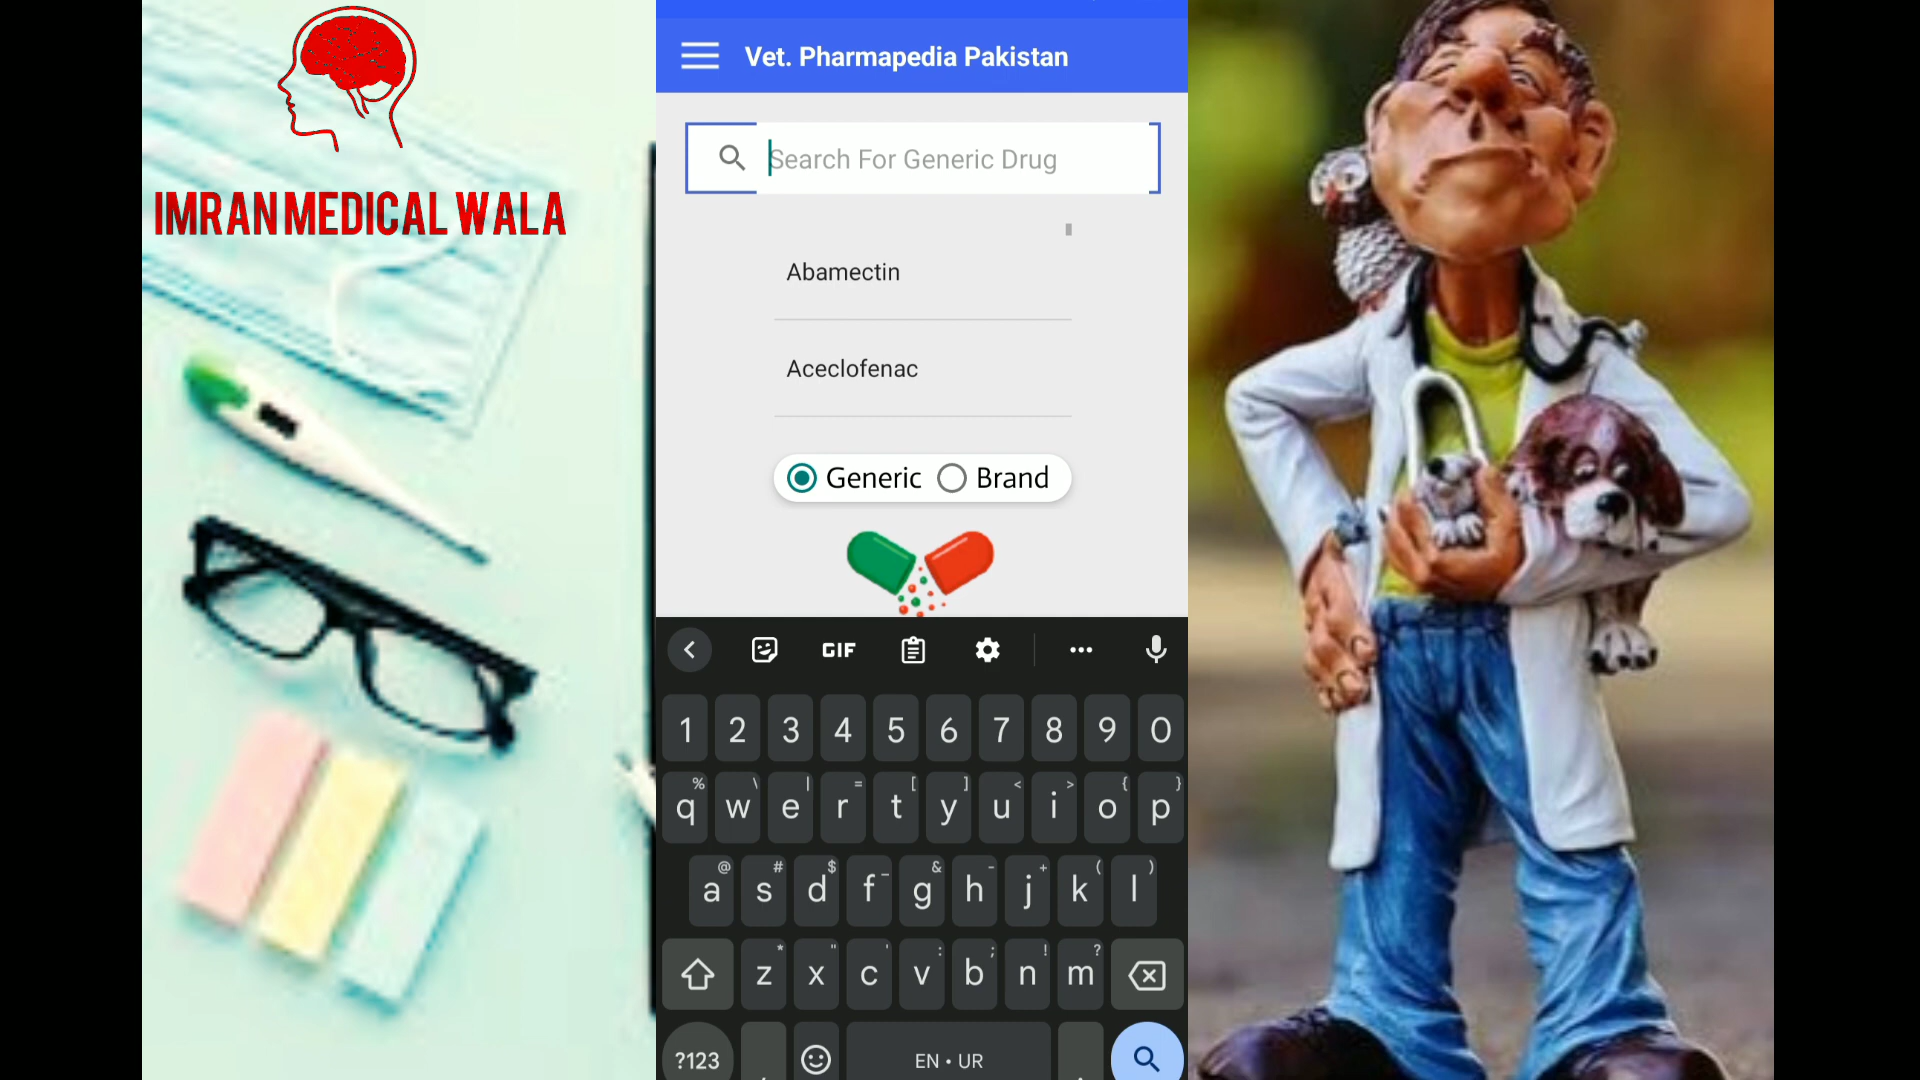 IMRAN MEDICAL WALA
Vet. Pharmapedia Pakistan
Search For Generic Drug
Abamectin
Aceclofenac
Generic Brand
GIF
1 2 3 4 5 6 7 8 9 0
% \ | = [ ] < > { }
q w e r t y u i o p
@ # $ _ & - + ( )
a s d f g h j k l
* " ' : ; ! ?
z x c v b n m
?123 , EN • UR .